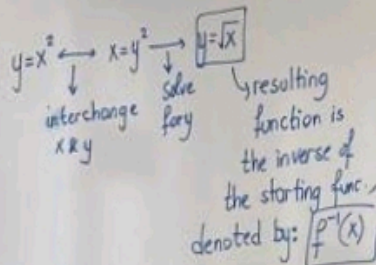 y=x² ⟷ x=y² ⟶ y=√x
↓ interchange x & y
↓ solve for y
↳ resulting
function is
the inverse of
the starting func.,
denoted by: f⁻¹(x)